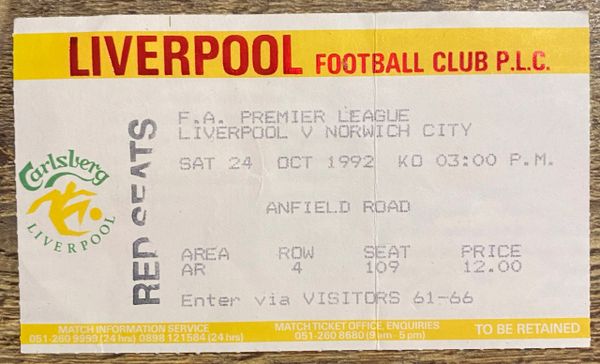 LIVERPOOL FOOTBALL CLUB P.L.C.
F.A. PREMIER LEAGUE
LIVERPOOL V NORWICH CITY
SAT 24 OCT 1992 KO 03:00 P.M.
ANFIELD ROAD
AREA ROW SEAT PRICE
AR 4 109 12.00
Enter via VISITORS 61-66
RED SEATS
Carlsberg
LIVERPOOL
MATCH INFORMATION SERVICE
051-260 9999 (24 hrs) 0898 121584 (24 hr)
MATCH TICKET OFFICE, ENQUIRIES
051-260 8680 (9am - 5pm)
TO BE RETAINED